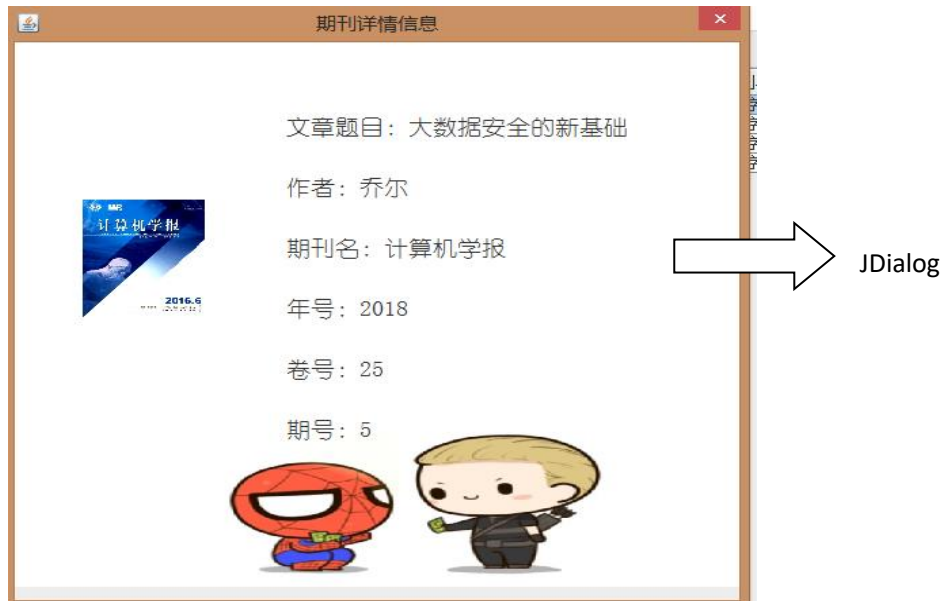 期刊详情信息
文章题目：大数据安全的新基础
作者：乔尔
计算机学报
期刊名：计算机学报
JDialog
2016.6
年号：2018
卷号：25
期号：5